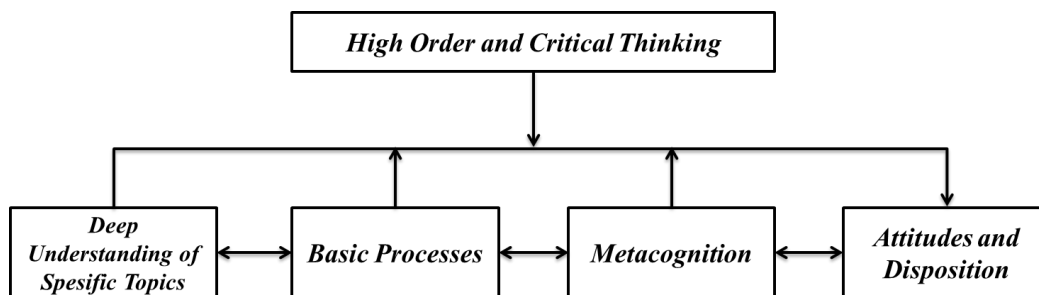 High Order and Critical Thinking
Deep
Understanding of
Spesific Topics
Basic Processes
Metacognition
Attitudes and
Disposition